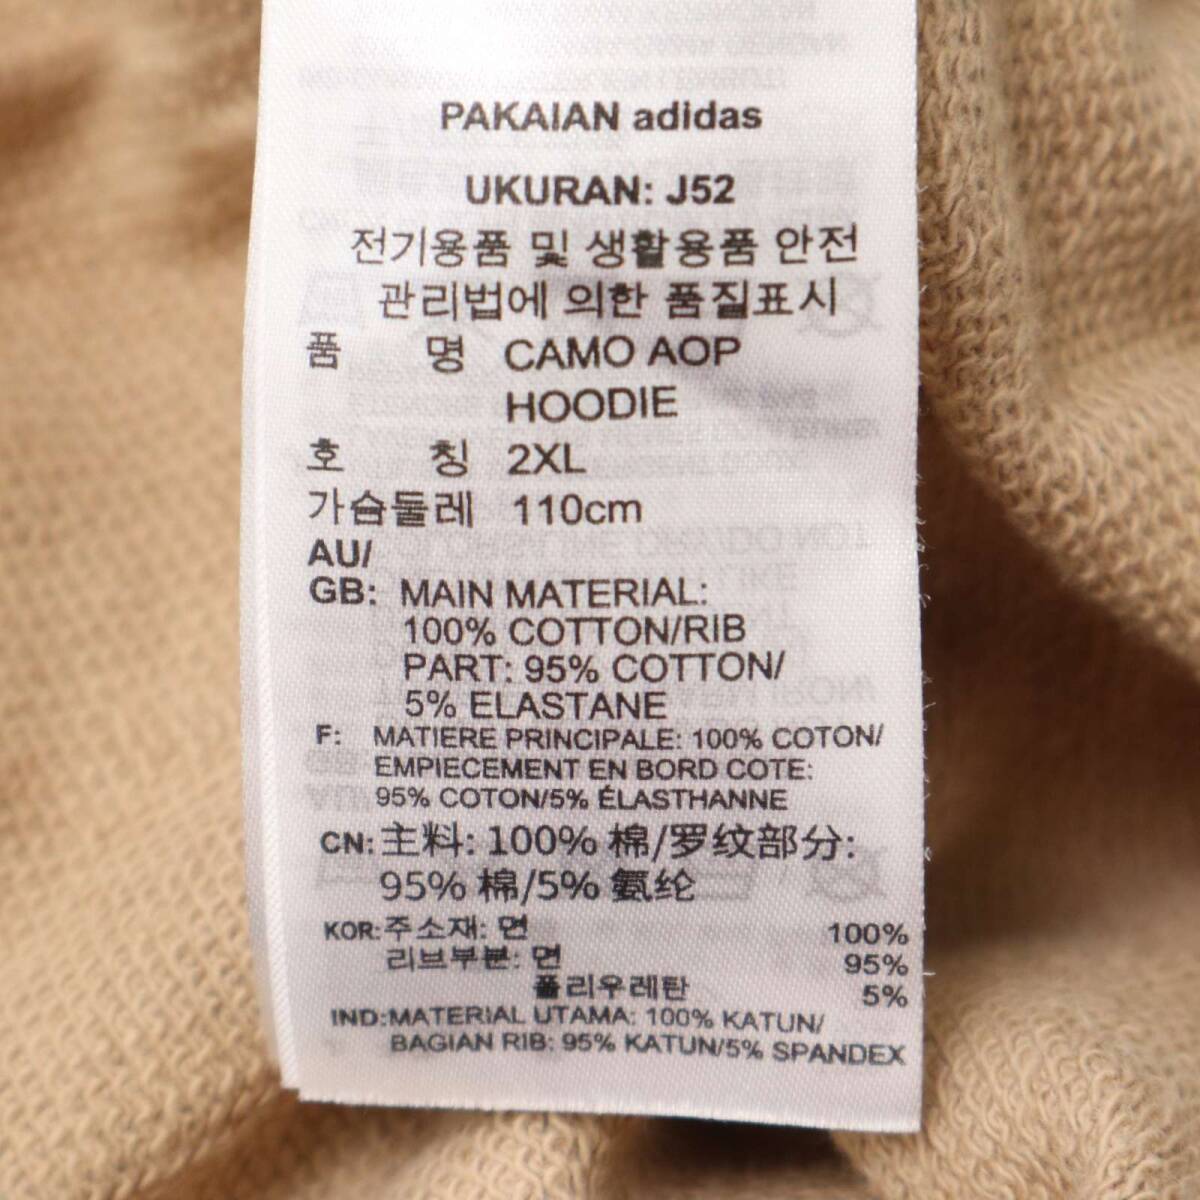 PAKAIAN adidas
UKURAN: J52
전기용품 및 생활용품 안전
관리법에 의한 품질표시
품 명 CAMO AOP
HOODIE
호 칭 2XL
가슴둘레 110cm
AU/
GB: MAIN MATERIAL:
100% COTTON/RIB
PART: 95% COTTON/
5% ELASTANE
F: MATIERE PRINCIPALE: 100% COTON/
EMPIECEMENT EN BORD COTE:
95% COTON/5% ÉLASTHANNE
CN: 主料: 100% 棉/罗纹部分:
95% 棉/5% 氨纶
KOR: 주소재: 면 100%
리브부분: 면 95%
폴리우레탄 5%
IND: MATERIAL UTAMA: 100% KATUN/
BAGIAN RIB: 95% KATUN/5% SPANDEX